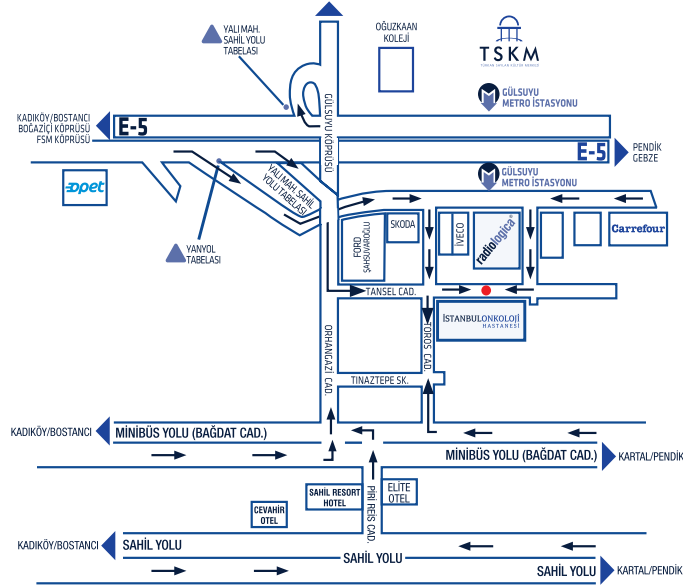 YALI MAH.
SAHİL YOLU
TABELASI
OĞUZKAAN
KOLEJİ
TSKM
GÜLSUYU
METRO İSTASYONU
KADIKÖY/BOSTANCI
BOĞAZİÇİ KÖPRÜSÜ
FSM KÖPRÜSÜ
E-5
GÜLSUYU KÖPRÜSÜ
E-5
PENDİK
GEBZE
GÜLSUYU
METRO İSTASYONU
opet
YALI MAH. SAHİL
YOLU TABELASI
YANYOL
TABELASI
FORD
ŞAHSUVAROĞLU
SKODA
İVECO
radiologica
Carrefour
TANSEL CAD.
İSTANBULONKOLOJİ
HASTANESİ
ORHANGAZİ CAD.
TOROS CAD.
TINAZTEPE SK.
KADIKÖY/BOSTANCI
MİNİBÜS YOLU (BAĞDAT CAD.)
MİNİBÜS YOLU (BAĞDAT CAD.)
KARTAL/PENDİK
SAHİL RESORT
HOTEL
ELİTE
OTEL
CEVAHİR
OTEL
PİRİ REİS CAD.
KADIKÖY/BOSTANCI
SAHİL YOLU
SAHİL YOLU
SAHİL YOLU
KARTAL/PENDİK